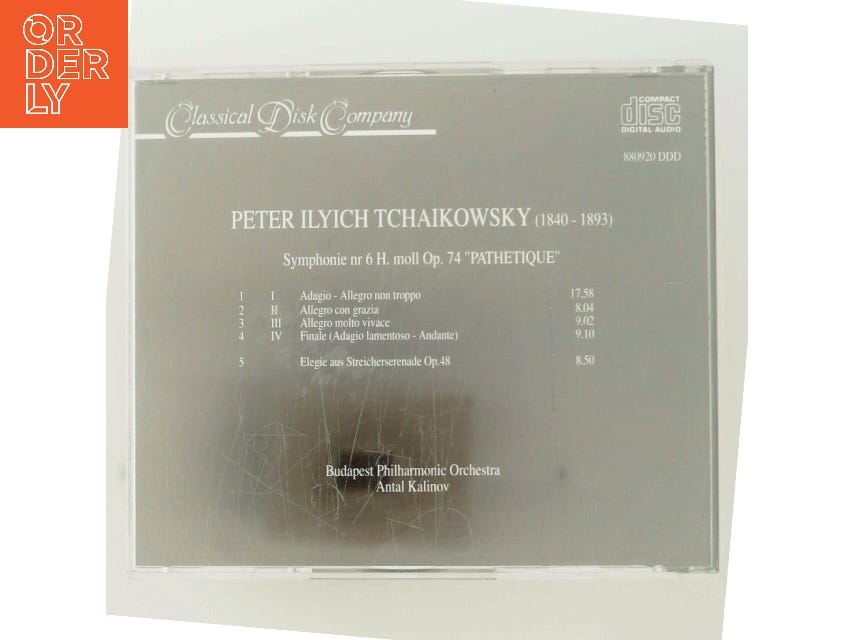 OR
DER
LY
Classical Disk Company
COMPACT
disc
DIGITAL AUDIO
880920 DDD
PETER ILYICH TCHAIKOWSKY (1840 - 1893)
Symphonie nr 6 H. moll Op. 74 "PATHETIQUE"
1 I Adagio - Allegro non troppo 17.58
2 II Allegro con grazia 8.04
3 III Allegro molto vivace 9.02
4 IV Finale (Adagio lamentoso - Andante) 9.10
5 Elegie aus Streicherserenade Op.48 8.50
Budapest Philharmonic Orchestra
Antal Kalinov